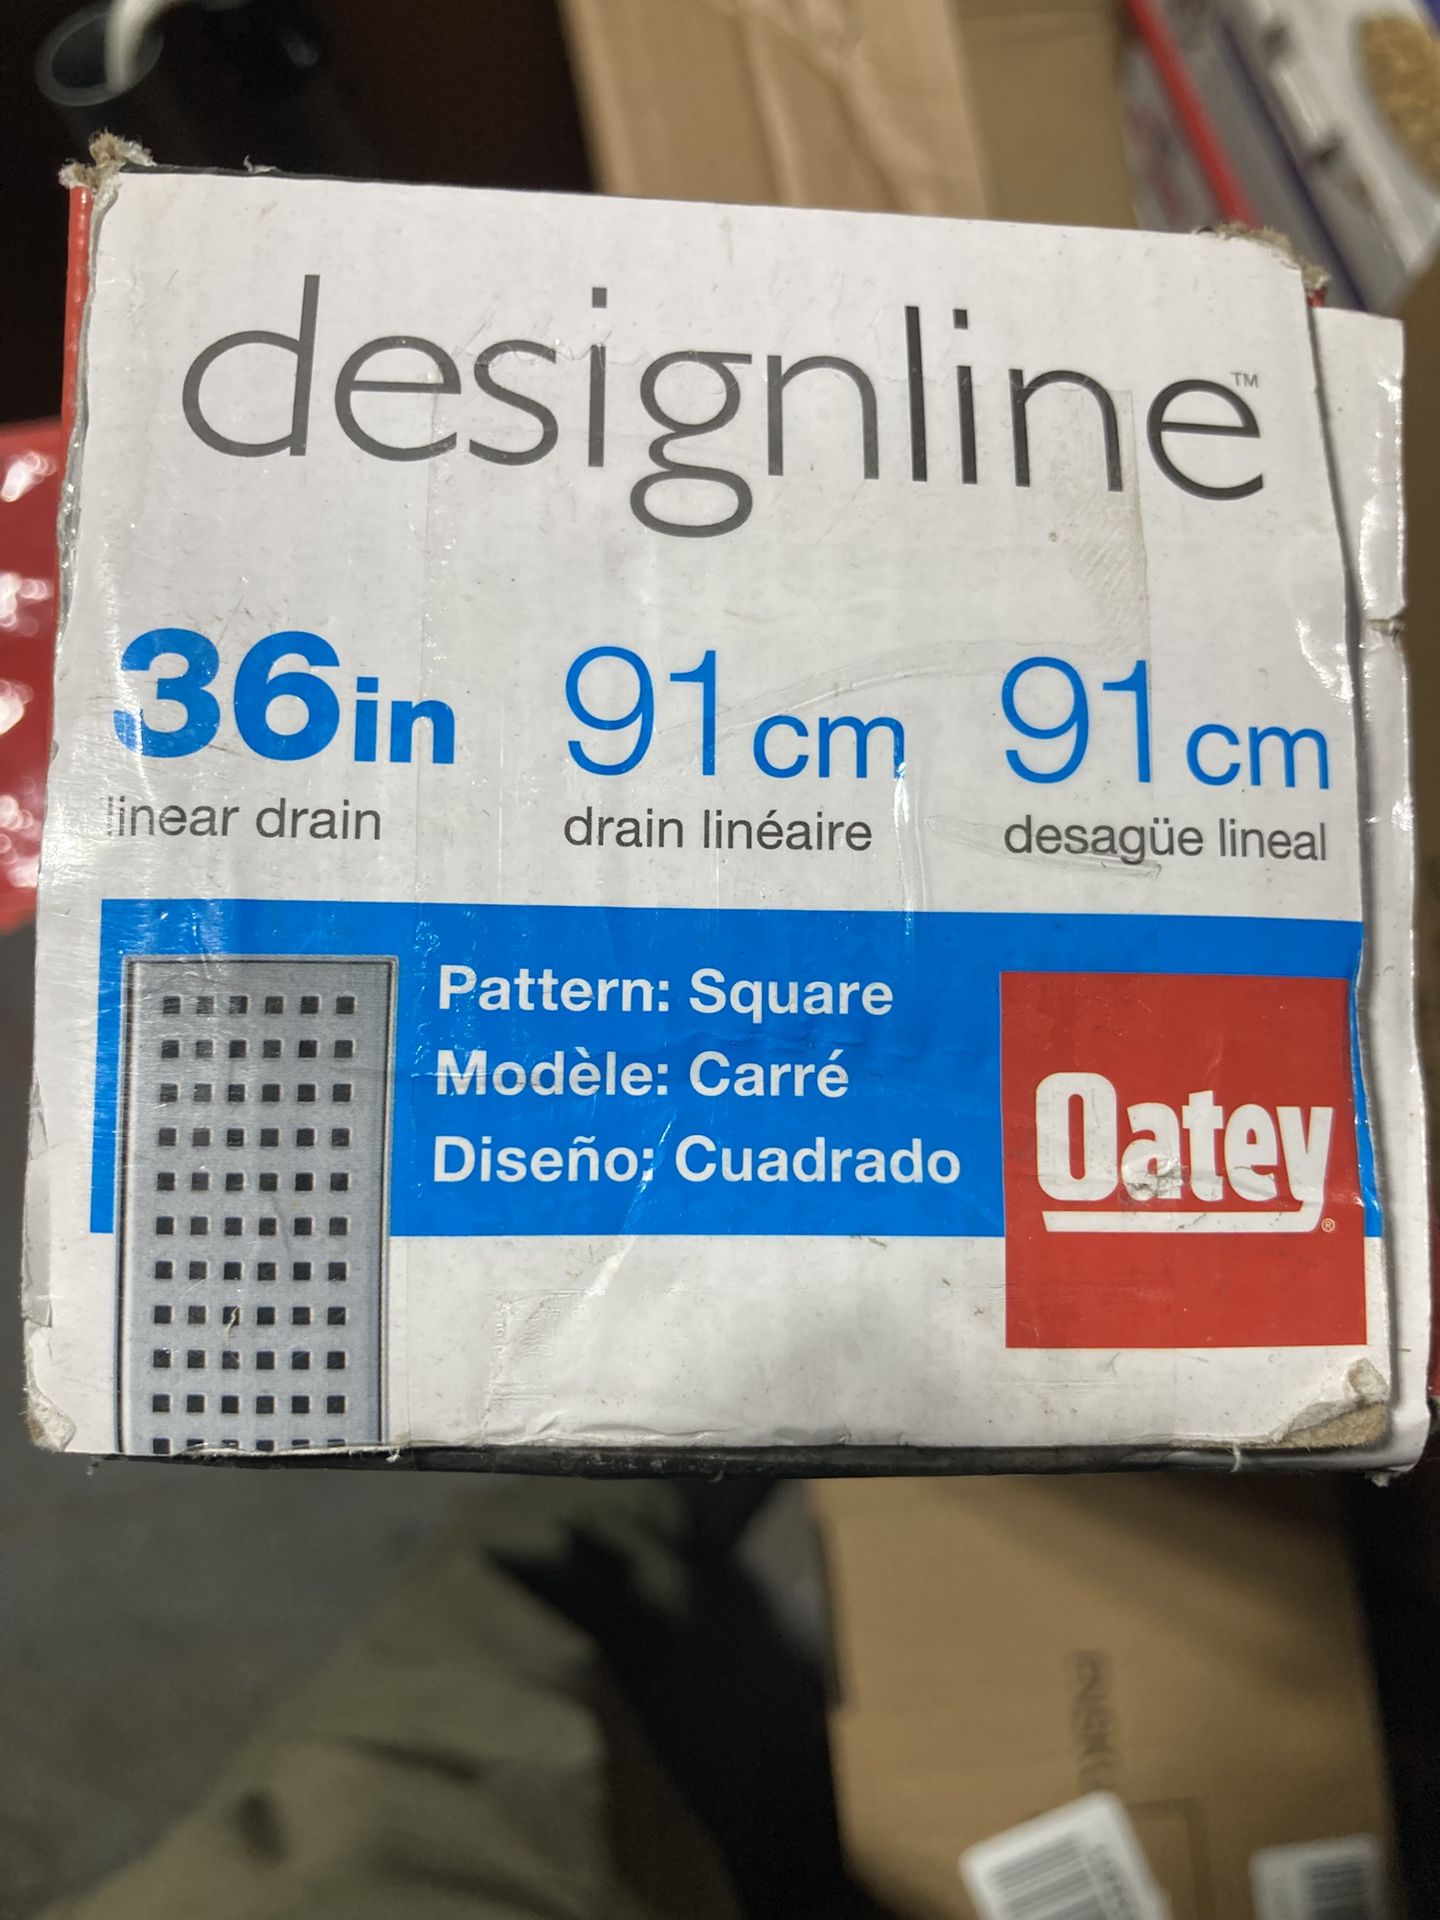 designline™
36in 91cm 91cm
linear drain drain linéaire desagüe lineal
Pattern: Square
Modèle: Carré
Diseño: Cuadrado
Oatey®